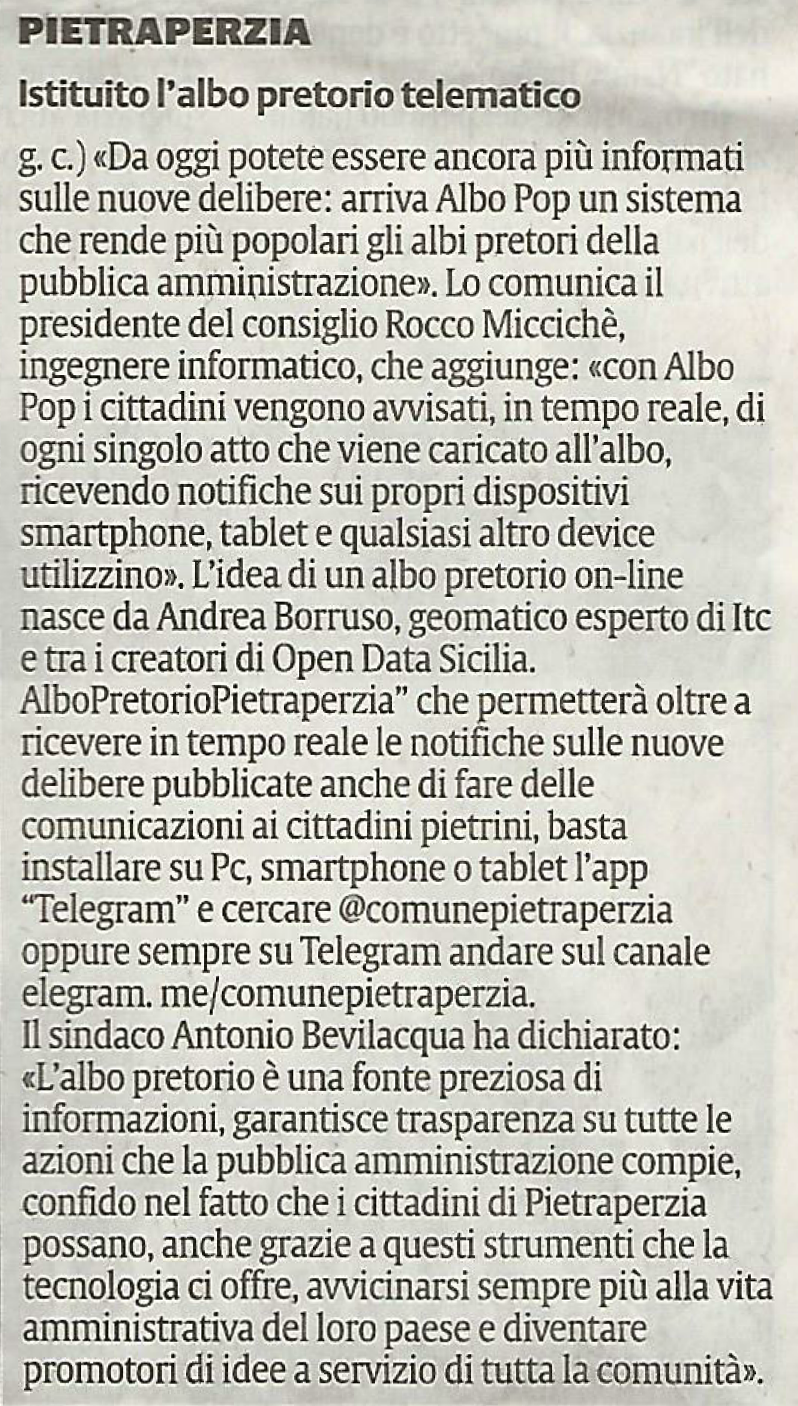 PIETRAPERZIA
Istituito l'albo pretorio telematico
g. c.) «Da oggi potete essere ancora più informati
sulle nuove delibere: arriva Albo Pop un sistema
che rende più popolari gli albi pretori della
pubblica amministrazione». Lo comunica il
presidente del consiglio Rocco Miccichè,
ingegnere informatico, che aggiunge: «con Albo
Pop i cittadini vengono avvisati, in tempo reale, di
ogni singolo atto che viene caricato all'albo,
ricevendo notifiche sui propri dispositivi
smartphone, tablet e qualsiasi altro device
utilizzino». L'idea di un albo pretorio on-line
nasce da Andrea Borruso, geomatico esperto di Itc
e tra i creatori di Open Data Sicilia.
AlboPretorioPietraperzia” che permetterà oltre a
ricevere in tempo reale le notifiche sulle nuove
delibere pubblicate anche di fare delle
comunicazioni ai cittadini pietrini, basta
installare su Pc, smartphone o tablet l'app
“Telegram” e cercare @comunepietraperzia
oppure sempre su Telegram andare sul canale
elegram. me/comunepietraperzia.
Il sindaco Antonio Bevilacqua ha dichiarato:
«L'albo pretorio è una fonte preziosa di
informazioni, garantisce trasparenza su tutte le
azioni che la pubblica amministrazione compie,
confido nel fatto che i cittadini di Pietraperzia
possano, anche grazie a questi strumenti che la
tecnologia ci offre, avvicinarsi sempre più alla vita
amministrativa del loro paese e diventare
promotori di idee a servizio di tutta la comunità».